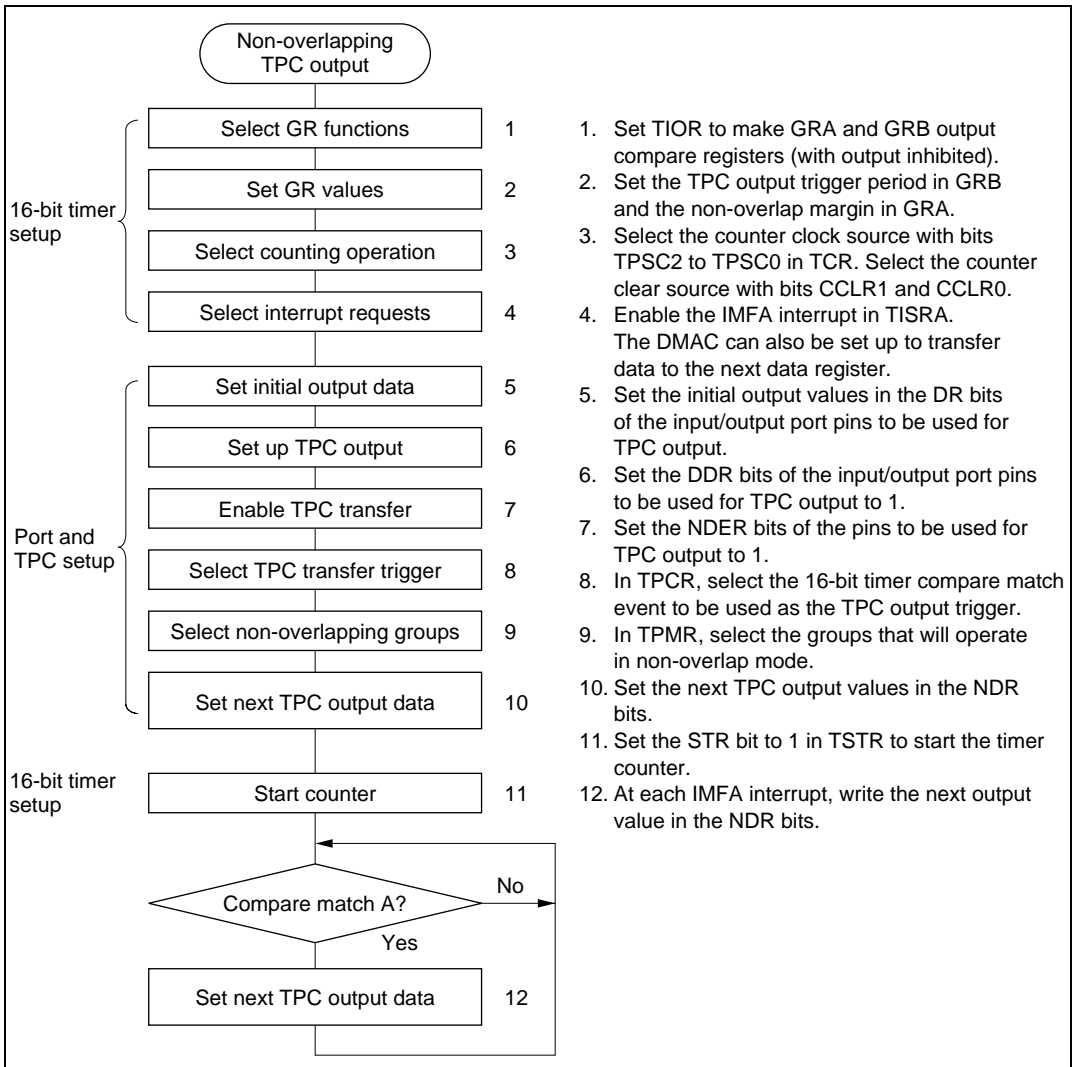 Non-overlapping
TPC output
16-bit timer
setup
Select GR functions 1
Set GR values 2
Select counting operation 3
Select interrupt requests 4
Port and
TPC setup
Set initial output data 5
Set up TPC output 6
Enable TPC transfer 7
Select TPC transfer trigger 8
Select non-overlapping groups 9
Set next TPC output data 10
16-bit timer
setup
Start counter 11
Compare match A?
No
Yes
Set next TPC output data 12
1. Set TIOR to make GRA and GRB output
compare registers (with output inhibited).
2. Set the TPC output trigger period in GRB
and the non-overlap margin in GRA.
3. Select the counter clock source with bits
TPSC2 to TPSC0 in TCR. Select the counter
clear source with bits CCLR1 and CCLR0.
4. Enable the IMFA interrupt in TISRA.
The DMAC can also be set up to transfer
data to the next data register.
5. Set the initial output values in the DR bits
of the input/output port pins to be used for
TPC output.
6. Set the DDR bits of the input/output port pins
to be used for TPC output to 1.
7. Set the NDER bits of the pins to be used for
TPC output to 1.
8. In TPCR, select the 16-bit timer compare match
event to be used as the TPC output trigger.
9. In TPMR, select the groups that will operate
in non-overlap mode.
10. Set the next TPC output values in the NDR
bits.
11. Set the STR bit to 1 in TSTR to start the timer
counter.
12. At each IMFA interrupt, write the next output
value in the NDR bits.